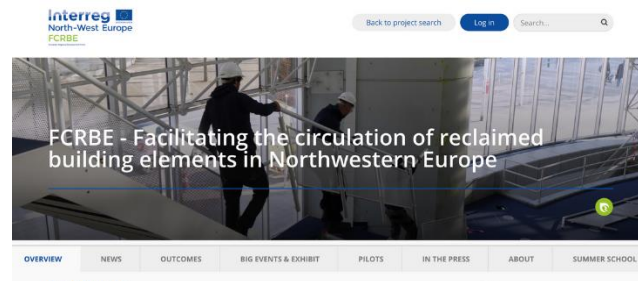 Interreg
North-West Europe
FCRBE
Back to project search
Log in
Search...
FCRBE - Facilitating the circulation of reclaimed
building elements in Northwestern Europe
OVERVIEW NEWS OUTCOMES BIG EVENTS & EXHIBIT PILOTS IN THE PRESS ABOUT SUMMER SCHOOL